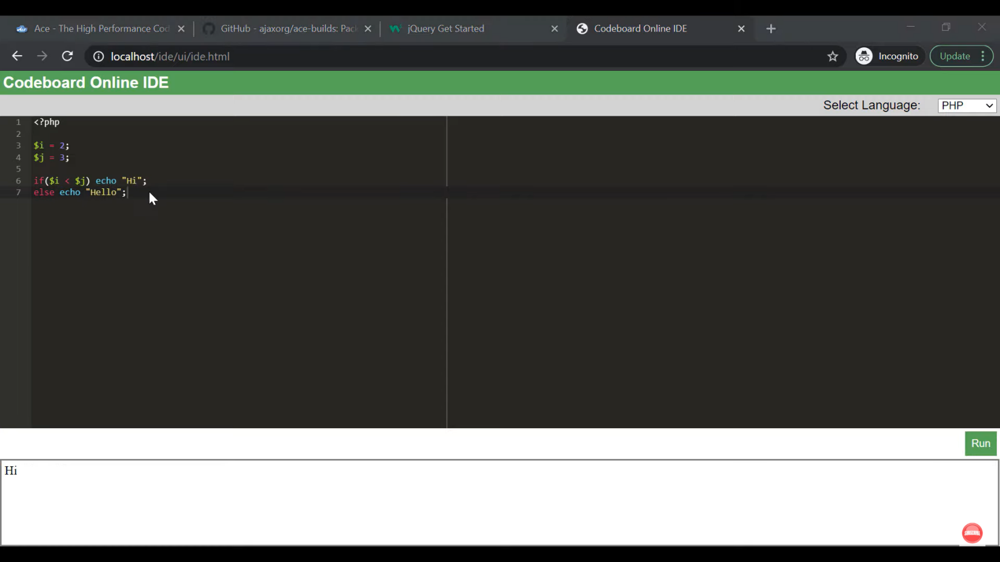 Ace - The High Performance Cod
GitHub - ajaxorg/ace-builds: Pack
jQuery Get Started
Codeboard Online IDE
localhost/ide/ui/ide.html
Incognito
Update
Codeboard Online IDE
Select Language:
PHP
1 <?php
2
3 $i = 2;
4 $j = 3;
5
6 if($i < $j) echo "Hi";
7 else echo "Hello";
Run
Hi
SUBSCRIBE